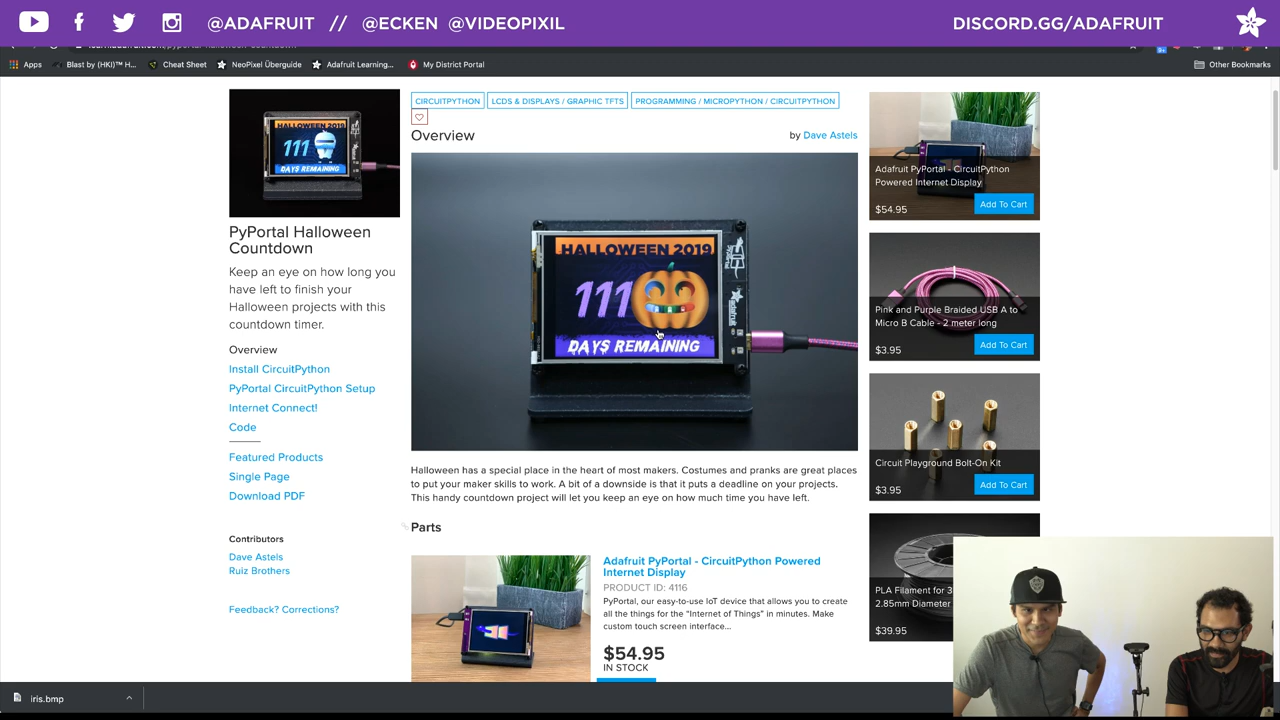 @ADAFRUIT // @ECKEN @VIDEOPIXIL
DISCORD.GG/ADAFRUIT
Apps
Blast by (HKI)™ H...
Cheat Sheet
NeoPixel Überguide
Adafruit Learning...
My District Portal
Other Bookmarks
HALLOWEEN 2019
111
DAYS REMAINING
PyPortal Halloween
Countdown
Keep an eye on how long you
have left to finish your
Halloween projects with this
countdown timer.
Overview
Install CircuitPython
PyPortal CircuitPython Setup
Internet Connect!
Code
Featured Products
Single Page
Download PDF
Contributors
Dave Astels
Ruiz Brothers
Feedback? Corrections?
CIRCUITPYTHON
LCDS & DISPLAYS / GRAPHIC TFTS
PROGRAMMING / MICROPYTHON / CIRCUITPYTHON
Overview
by Dave Astels
HALLOWEEN 2019
111
DAYS REMAINING
PyPortal
adafruit
Halloween has a special place in the heart of most makers. Costumes and pranks are great places
to put your maker skills to work. A bit of a downside is that it puts a deadline on your projects.
This handy countdown project will let you keep an eye on how much time you have left.
Parts
Adafruit PyPortal - CircuitPython Powered
Internet Display
PRODUCT ID: 4116
PyPortal, our easy-to-use IoT device that allows you to create
all the things for the "Internet of Things" in minutes. Make
custom touch screen interface...
$54.95
IN STOCK
Adafruit PyPortal - CircuitPython
Powered Internet Display
$54.95
Add To Cart
Pink and Purple Braided USB A to
Micro B Cable - 2 meter long
$3.95
Add To Cart
Circuit Playground Bolt-On Kit
$3.95
Add To Cart
PLA Filament for 3
2.85mm Diameter
$39.95
iris.bmp